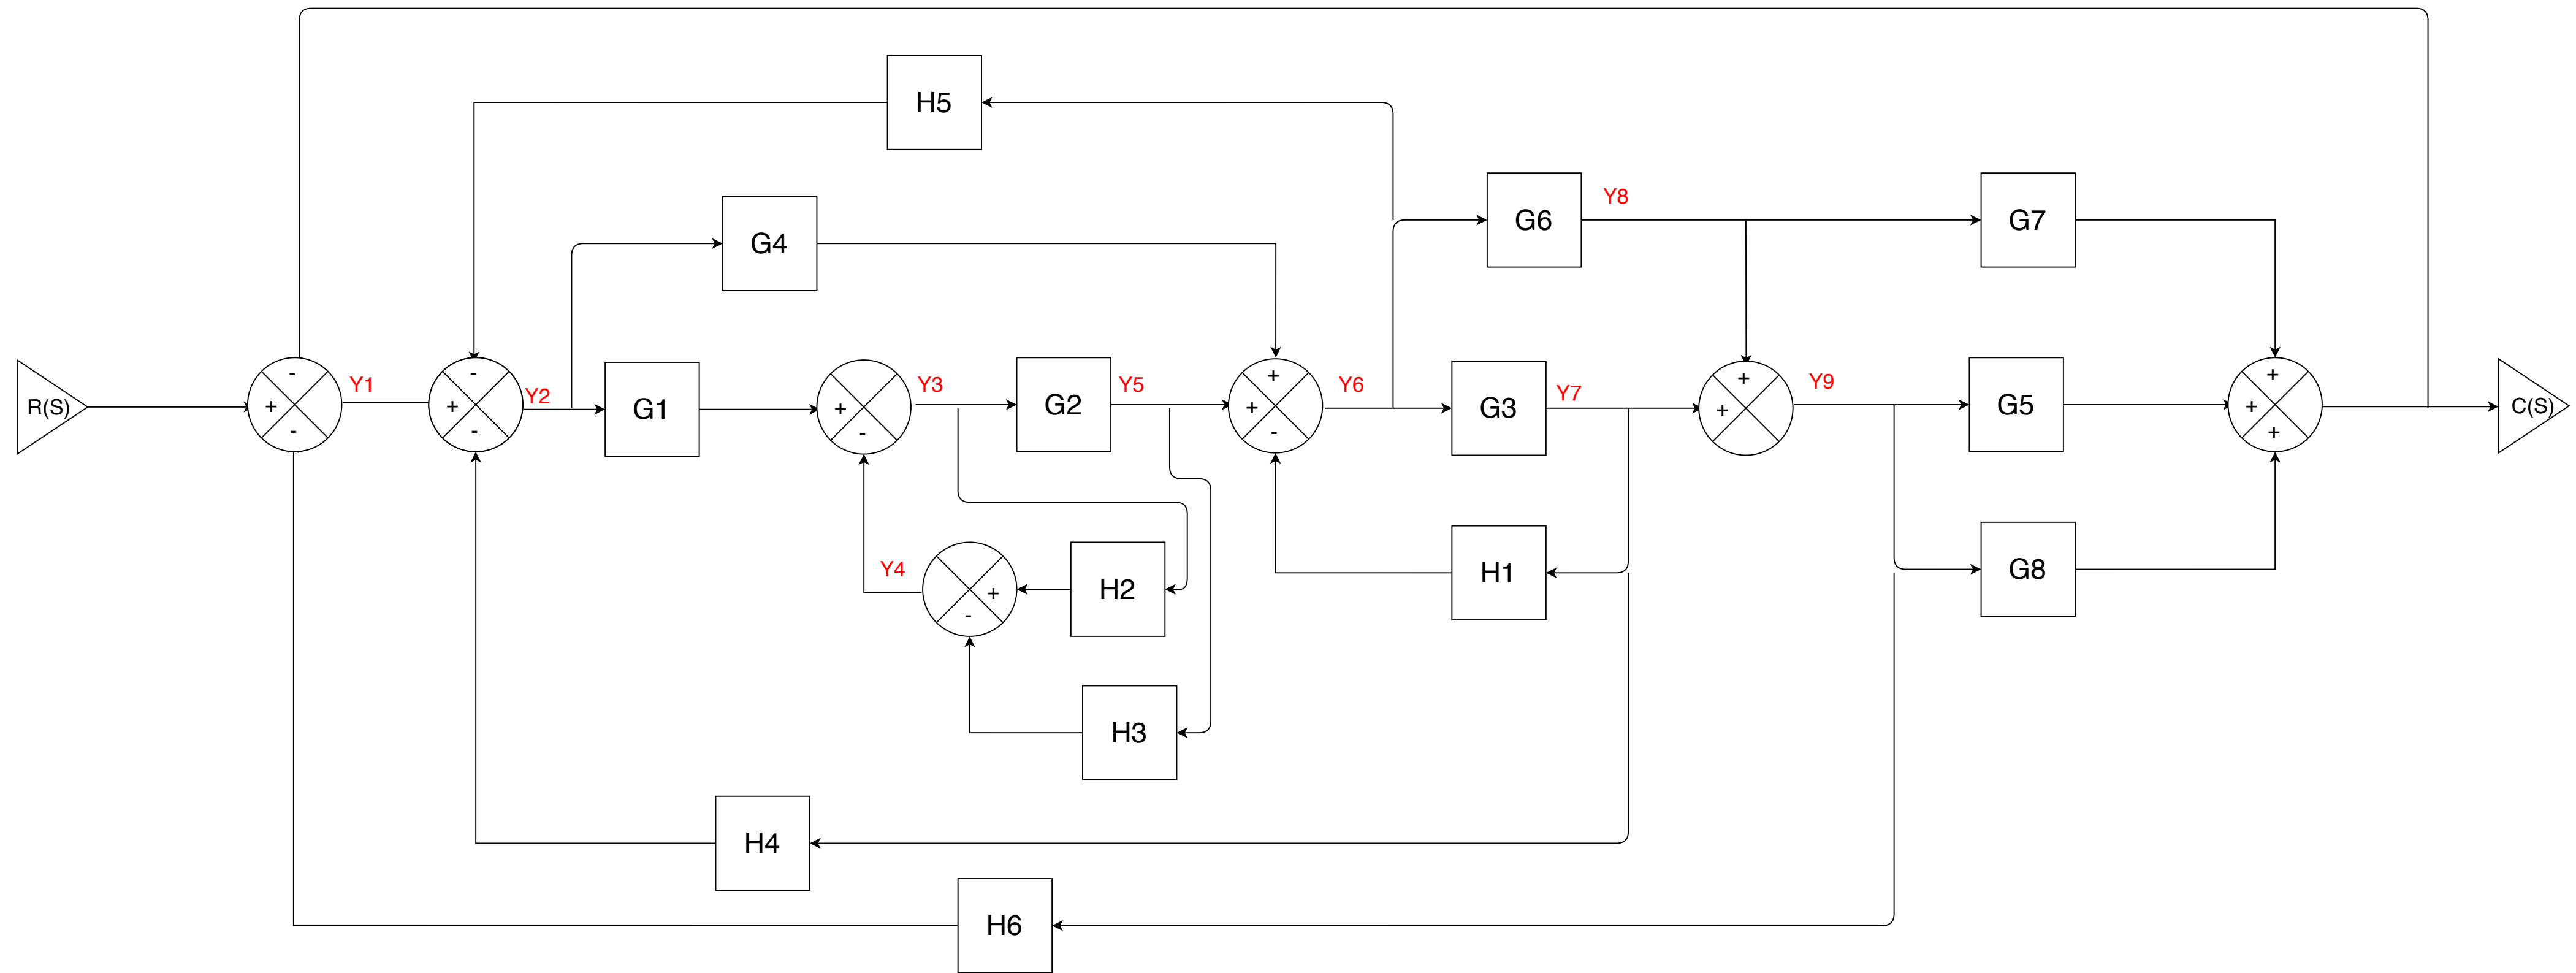 H5
G6
Y8
G7
G4
R(S)
-
+
-
Y1
-
+
-
Y2
G1
+
-
Y3
G2
Y5
+
+
-
Y6
G3
Y7
+
+
Y9
G5
+
+
+
C(S)
Y4
+
-
H2
H1
G8
H3
H4
H6